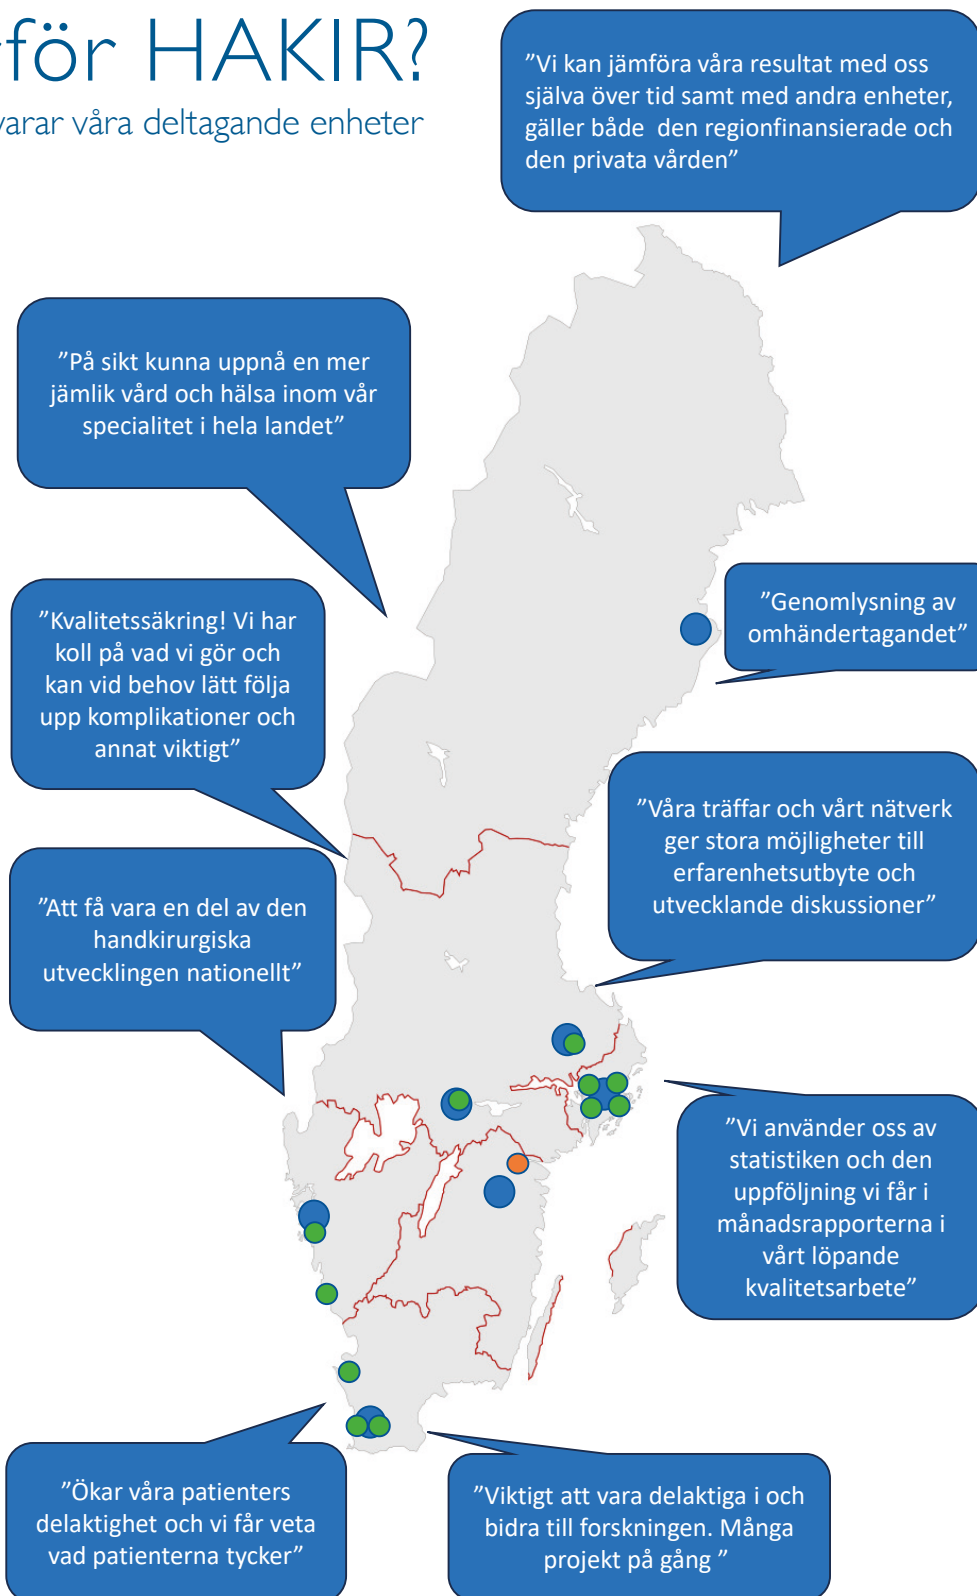 rför HAKIR?
varar våra deltagande enheter
”Vi kan jämföra våra resultat med oss
själva över tid samt med andra enheter,
gäller både den regionfinansierade och
den privata vården”
”På sikt kunna uppnå en mer
jämlik vård och hälsa inom vår
specialitet i hela landet”
”Genomlysning av
omhändertagandet”
”Kvalitetssäkring! Vi har
koll på vad vi gör och
kan vid behov lätt följa
upp komplikationer och
annat viktigt”
”Våra träffar och vårt nätverk
ger stora möjligheter till
erfarenhetsutbyte och
utvecklande diskussioner”
”Att få vara en del av den
handkirurgiska
utvecklingen nationellt”
”Vi använder oss av
statistiken och den
uppföljning vi får i
månadsrapporterna i
vårt löpande
kvalitetsarbete”
”Ökar våra patienters
delaktighet och vi får veta
vad patienterna tycker”
”Viktigt att vara delaktiga i och
bidra till forskningen. Många
projekt på gång ”